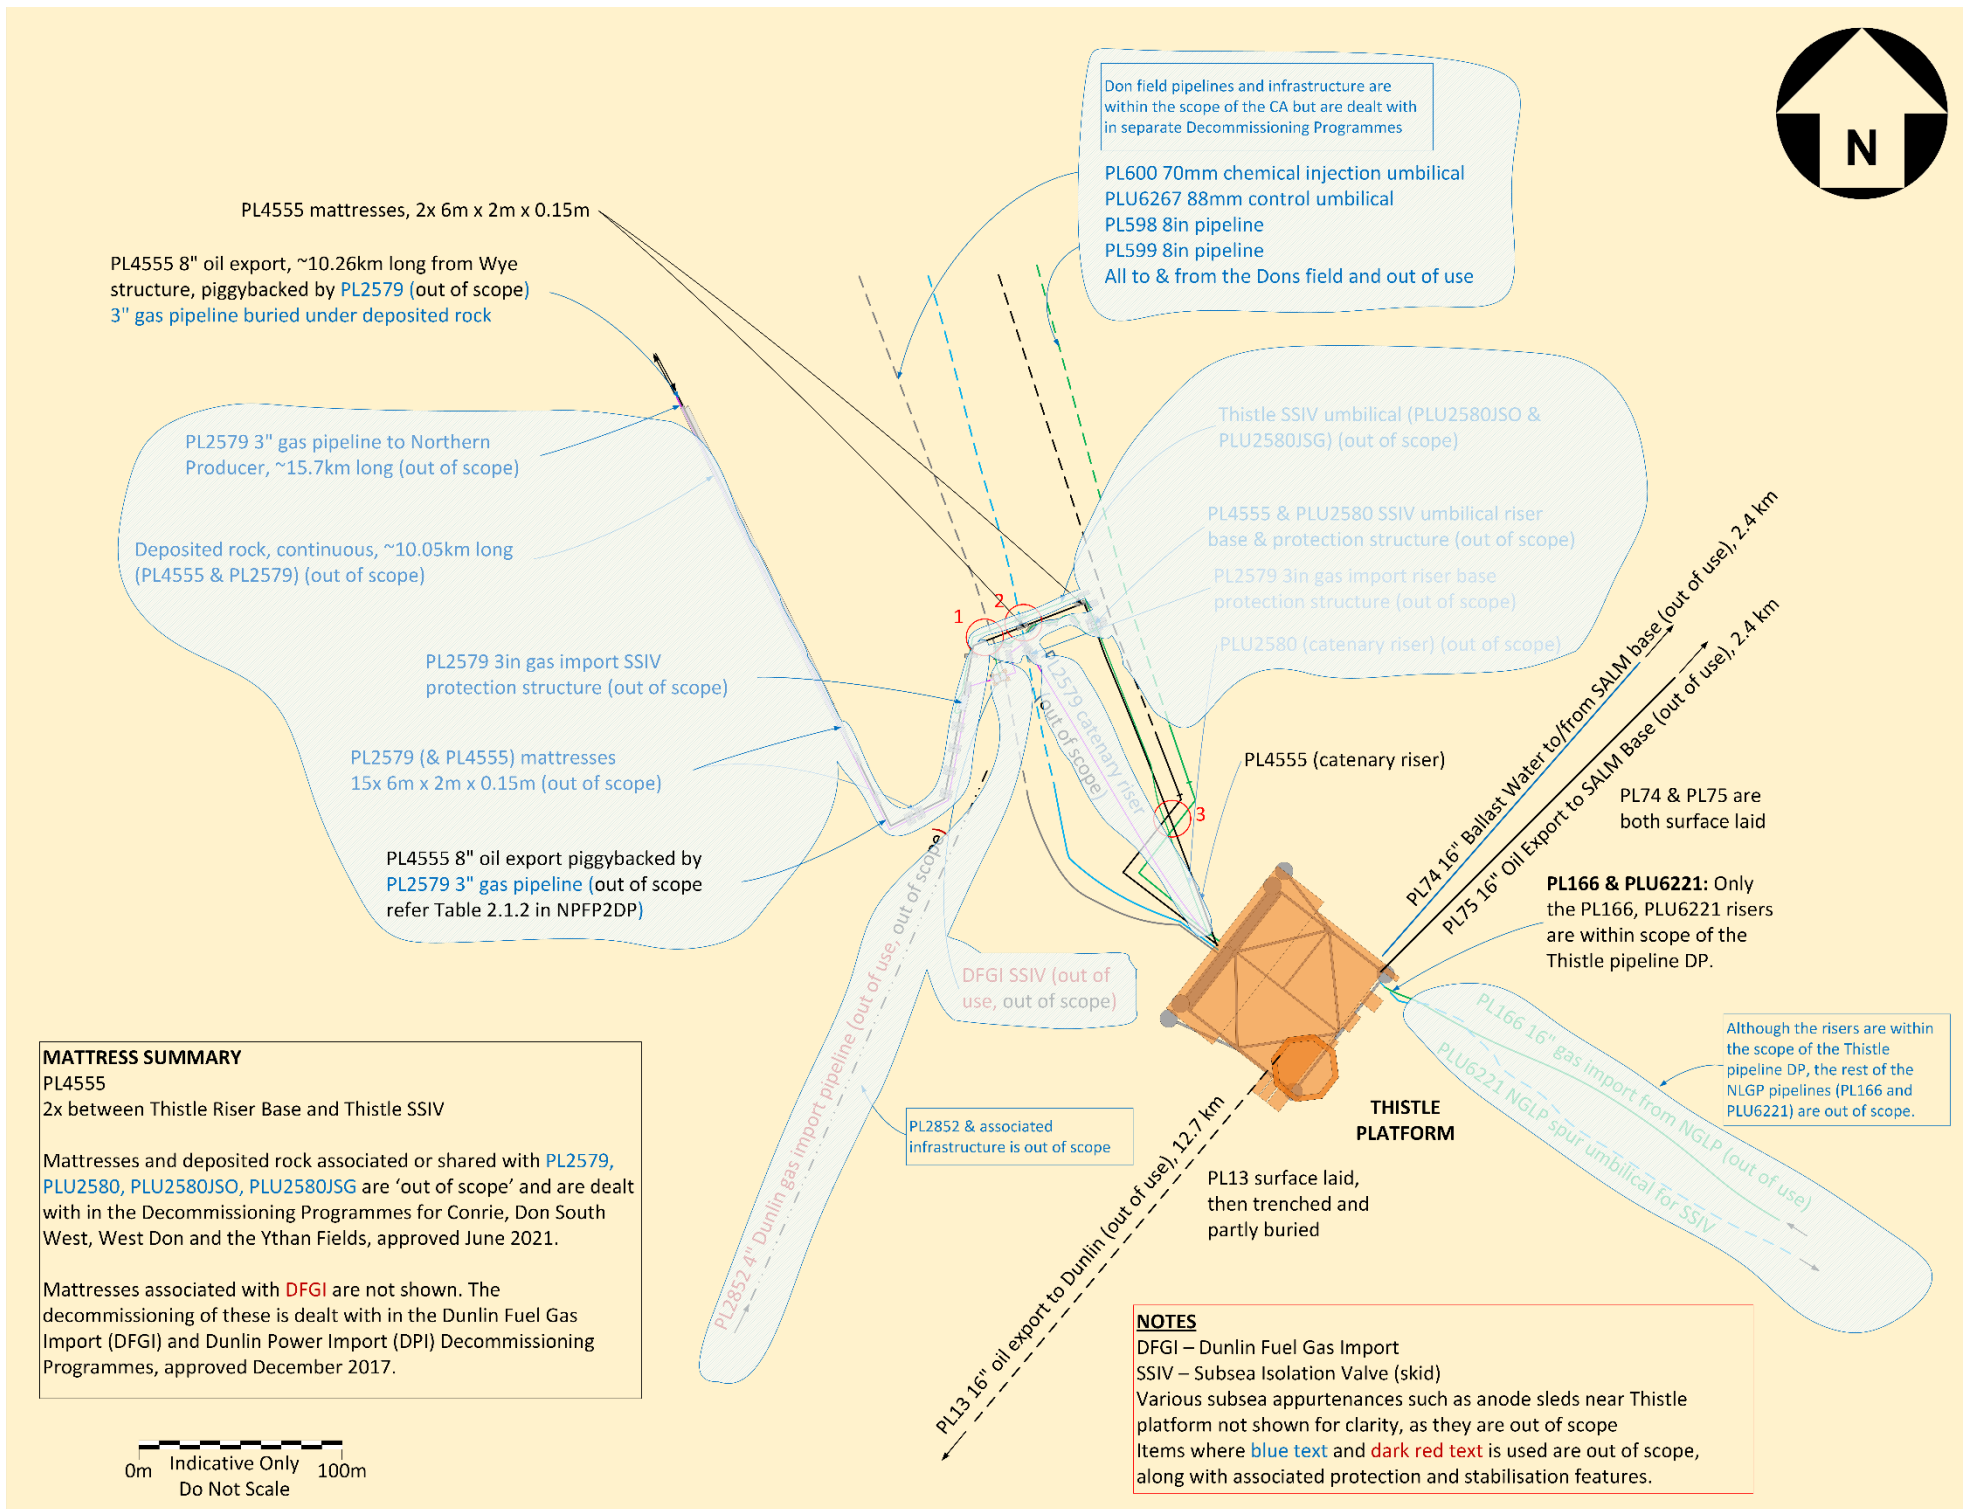 Don field pipelines and infrastructure are
within the scope of the CA but are dealt with
in separate Decommissioning Programmes
PL600 70mm chemical injection umbilical
PLU6267 88mm control umbilical
PL598 8in pipeline
PL599 8in pipeline
All to & from the Dons field and out of use
N
PL4555 mattresses, 2x 6m x 2m x 0.15m
PL4555 8" oil export, ~10.26km long from Wye
structure, piggybacked by PL2579 (out of scope)
3" gas pipeline buried under deposited rock
PL2579 3" gas pipeline to Northern
Producer, ~15.7km long (out of scope)
Deposited rock, continuous, ~10.05km long
(PL4555 & PL2579) (out of scope)
PL2579 3in gas import SSIV
protection structure (out of scope)
PL2579 (& PL4555) mattresses
15x 6m x 2m x 0.15m (out of scope)
PL4555 8" oil export piggybacked by
PL2579 3" gas pipeline (out of scope
refer Table 2.1.2 in NPFP2DP)
Thistle SSIV umbilical (PLU2580JSO &
PLU2580JSG) (out of scope)
PL4555 & PLU2580 SSIV umbilical riser
base & protection structure (out of scope)
PL2579 3in gas import riser base
protection structure (out of scope)
PLU2580 (catenary riser) (out of scope)
1
2
3
PL2579 catenary riser
(out of scope)
PL4555 (catenary riser)
PL74 16" Ballast Water to/from SALM base (out of use), 2.4 km
PL75 16" Oil Export to SALM Base (out of use), 2.4 km
PL74 & PL75 are
both surface laid
PL166 & PLU6221: Only
the PL166, PLU6221 risers
are within scope of the
Thistle pipeline DP.
PL166 16" gas import from NGLP (out of use)
PLU6221 NGLP spur umbilical for SSIV
Although the risers are within
the scope of the Thistle
pipeline DP, the rest of the
NLGP pipelines (PL166 and
PLU6221) are out of scope.
DFGI SSIV (out of
use, out of scope)
PL2852 4" Dunlin gas import pipeline (out of use, out of scope)
PL2852 & associated
infrastructure is out of scope
THISTLE
PLATFORM
PL13 16" oil export to Dunlin (out of use), 12.7 km
PL13 surface laid,
then trenched and
partly buried
MATTRESS SUMMARY
PL4555
2x between Thistle Riser Base and Thistle SSIV
Mattresses and deposited rock associated or shared with PL2579,
PLU2580, PLU2580JSO, PLU2580JSG are ‘out of scope’ and are dealt
with in the Decommissioning Programmes for Conrie, Don South
West, West Don and the Ythan Fields, approved June 2021.
Mattresses associated with DFGI are not shown. The
decommissioning of these is dealt with in the Dunlin Fuel Gas
Import (DFGI) and Dunlin Power Import (DPI) Decommissioning
Programmes, approved December 2017.
0m
Indicative Only
Do Not Scale
100m
NOTES
DFGI – Dunlin Fuel Gas Import
SSIV – Subsea Isolation Valve (skid)
Various subsea appurtenances such as anode sleds near Thistle
platform not shown for clarity, as they are out of scope
Items where blue text and dark red text is used are out of scope,
along with associated protection and stabilisation features.